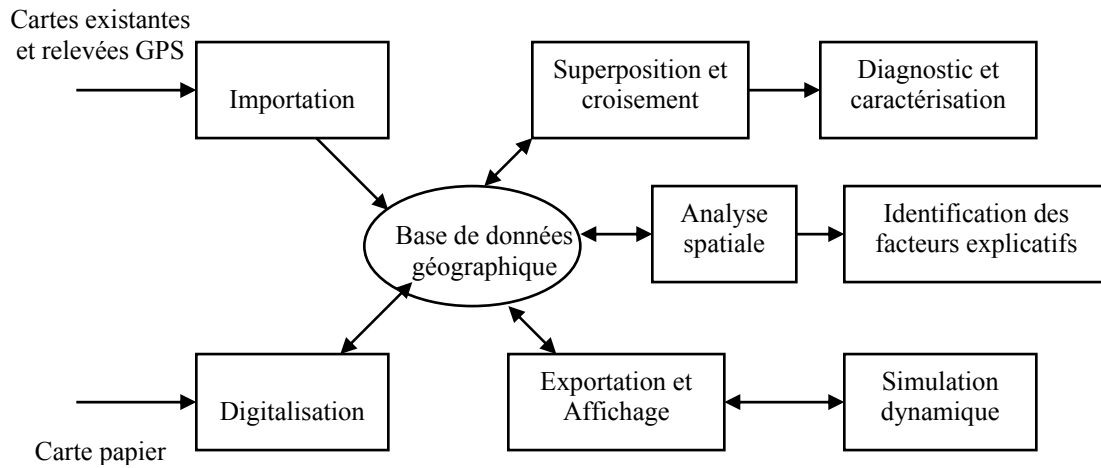 Cartes existantes
et relevées GPS
Importation
Superposition et
croisement
Diagnostic et
caractérisation
Base de données
géographique
Analyse
spatiale
Identification des
facteurs explicatifs
Digitalisation
Carte papier
Exportation et
Affichage
Simulation
dynamique